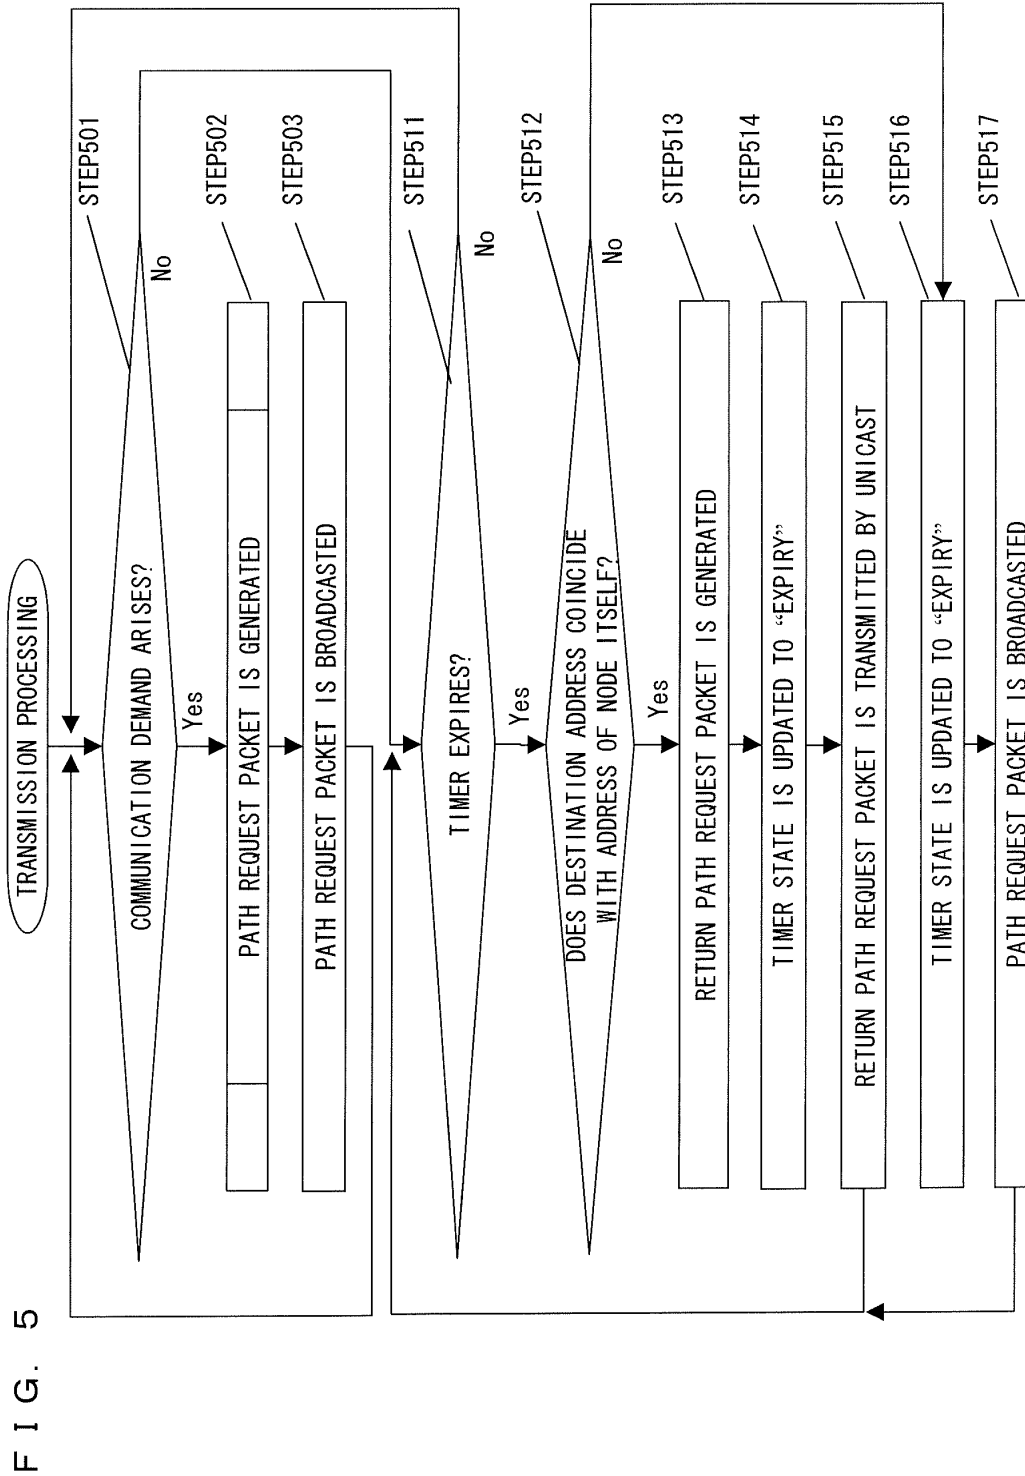 FIG. 5
TRANSMISSION PROCESSING
STEP501
COMMUNICATION DEMAND ARISES?
No
Yes
STEP502
PATH REQUEST PACKET IS GENERATED
STEP503
PATH REQUEST PACKET IS BROADCASTED
STEP511
TIMER EXPIRES?
No
Yes
STEP512
DOES DESTINATION ADDRESS COINCIDE
WITH ADDRESS OF NODE ITSELF?
No
Yes
STEP513
RETURN PATH REQUEST PACKET IS GENERATED
STEP514
TIMER STATE IS UPDATED TO “EXPIRY”
STEP515
RETURN PATH REQUEST PACKET IS TRANSMITTED BY UNICAST
STEP516
TIMER STATE IS UPDATED TO “EXPIRY”
STEP517
PATH REQUEST PACKET IS BROADCASTED